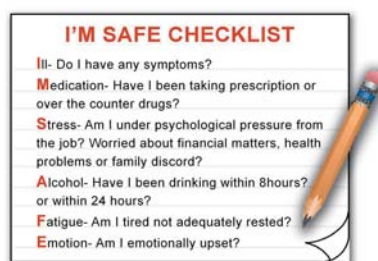 I'M SAFE CHECKLIST
Ill- Do I have any symptoms?
Medication- Have I been taking prescription or
over the counter drugs?
Stress- Am I under psychological pressure from
the job? Worried about financial matters, health
problems or family discord?
Alcohol- Have I been drinking within 8hours?
or within 24 hours?
Fatigue- Am I tired not adequately rested?
Emotion- Am I emotionally upset?